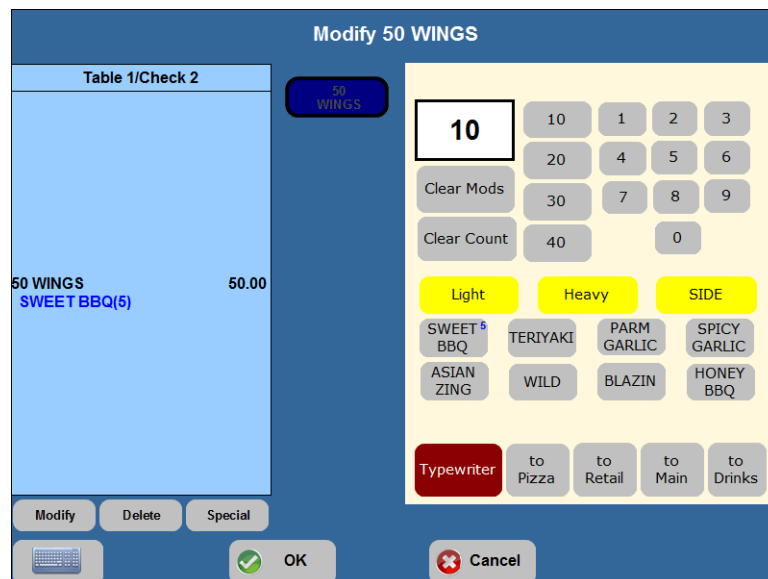 Modify 50 WINGS
Table 1/Check 2
50 WINGS 50.00
SWEET BBQ(5)
Modify Delete Special
50
WINGS
10
10 1 2 3
20 4 5 6
Clear Mods
30 7 8 9
Clear Count
40 0
Light Heavy SIDE
SWEET 5
BBQ
TERIYAKI
PARM
GARLIC
SPICY
GARLIC
ASIAN
ZING
WILD
BLAZIN
HONEY
BBQ
Typewriter
to
Pizza
to
Retail
to
Main
to
Drinks
OK Cancel